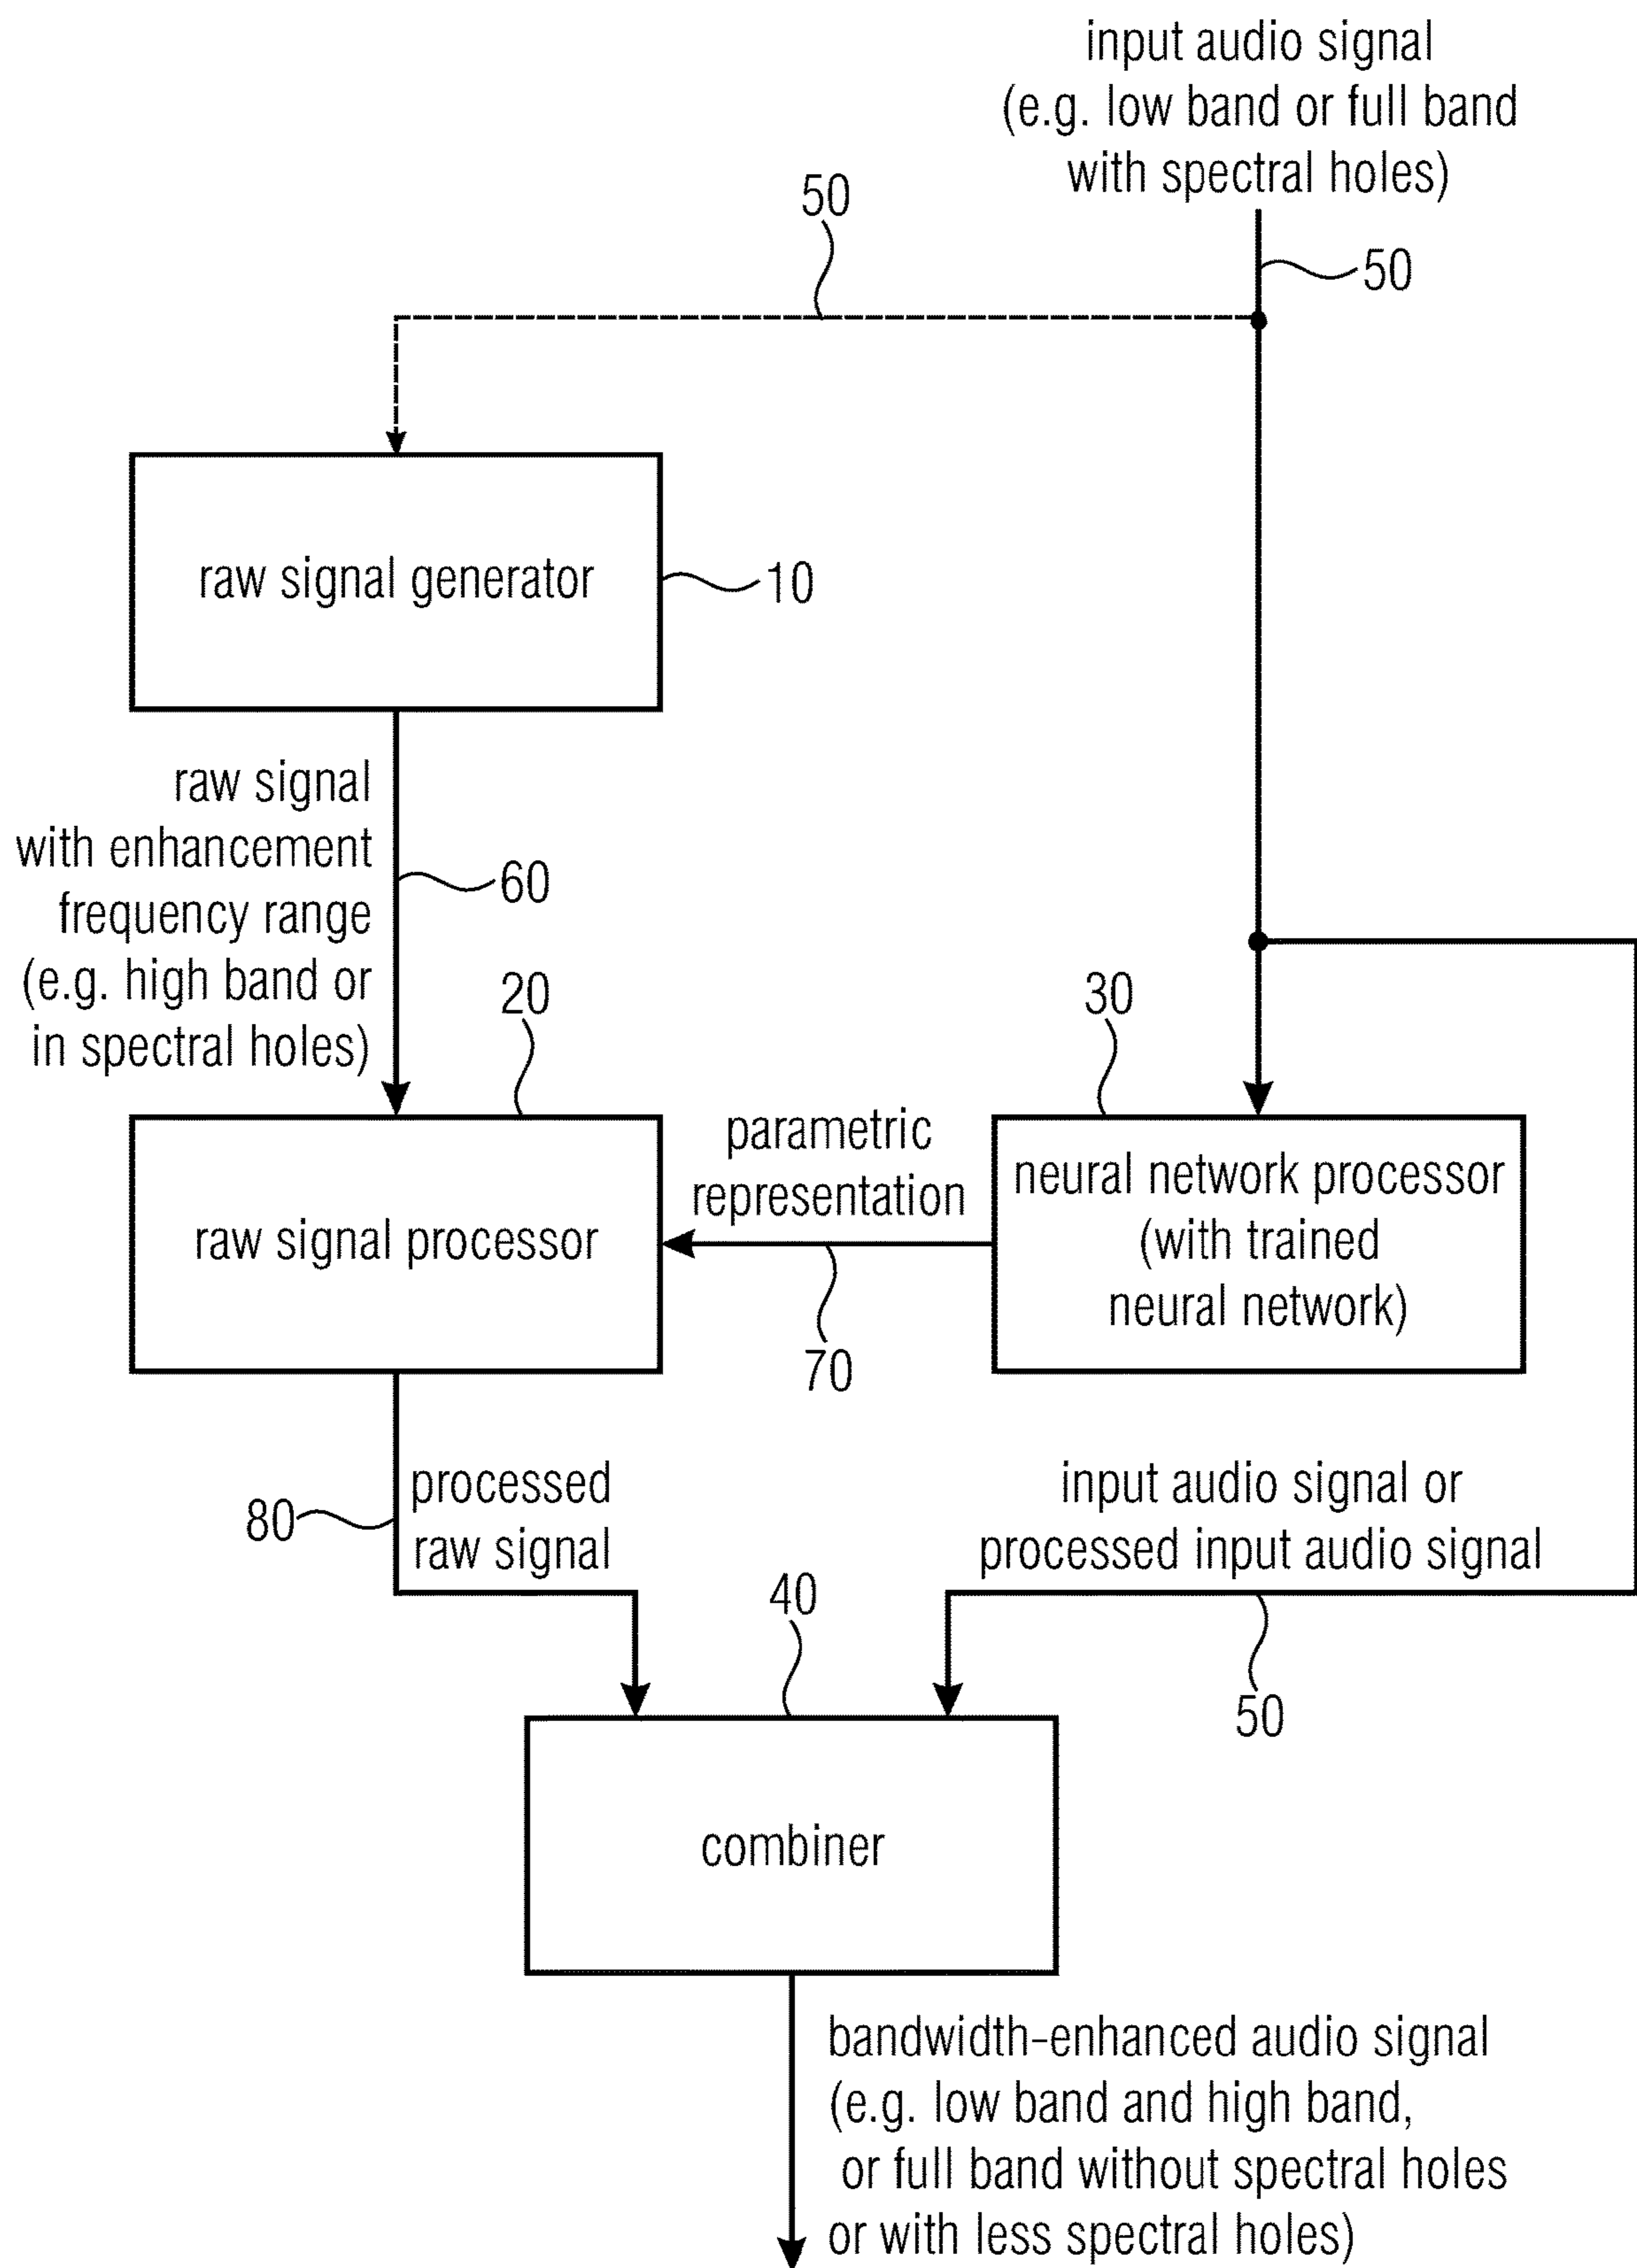 input audio signal
(e.g. low band or full band
with spectral holes)
50
50
raw signal generator
10
raw signal
with enhancement
frequency range
(e.g. high band or
in spectral holes)
60
20
30
raw signal processor
parametric
representation
70
neural network processor
(with trained
neural network)
80
processed
raw signal
input audio signal or
processed input audio signal
40
50
combiner
bandwidth-enhanced audio signal
(e.g. low band and high band,
or full band without spectral holes
or with less spectral holes)